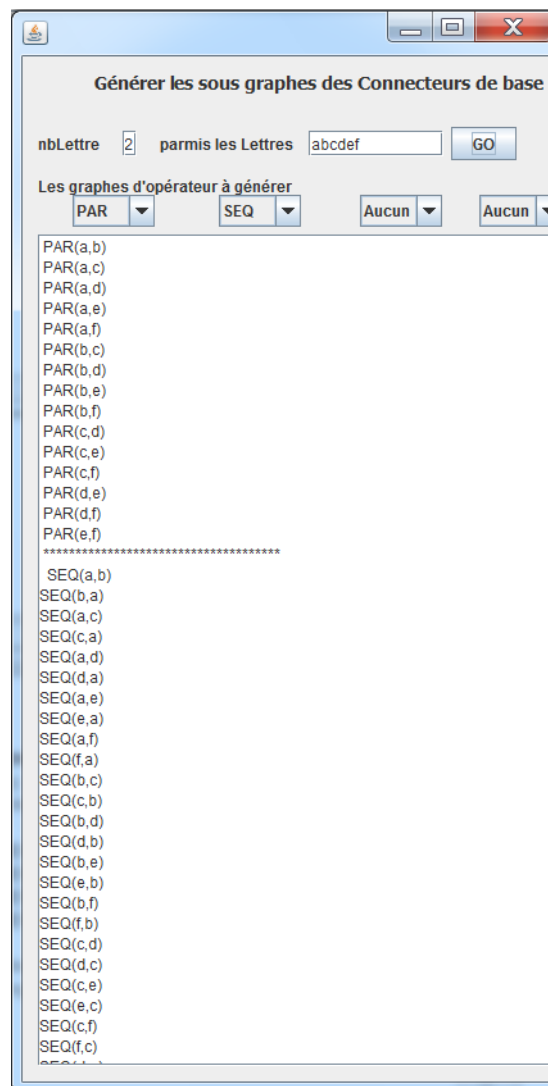 Générer les sous graphes des Connecteurs de base
nbLettre 2 parmis les Lettres abcdef GO
Les graphes d'opérateur à générer
PAR SEQ Aucun Aucun
PAR(a,b)
PAR(a,c)
PAR(a,d)
PAR(a,e)
PAR(a,f)
PAR(b,c)
PAR(b,d)
PAR(b,e)
PAR(b,f)
PAR(c,d)
PAR(c,e)
PAR(c,f)
PAR(d,e)
PAR(d,f)
PAR(e,f)
*************************************
SEQ(a,b)
SEQ(b,a)
SEQ(a,c)
SEQ(c,a)
SEQ(a,d)
SEQ(d,a)
SEQ(a,e)
SEQ(e,a)
SEQ(a,f)
SEQ(f,a)
SEQ(b,c)
SEQ(c,b)
SEQ(b,d)
SEQ(d,b)
SEQ(b,e)
SEQ(e,b)
SEQ(b,f)
SEQ(f,b)
SEQ(c,d)
SEQ(d,c)
SEQ(c,e)
SEQ(e,c)
SEQ(c,f)
SEQ(f,c)